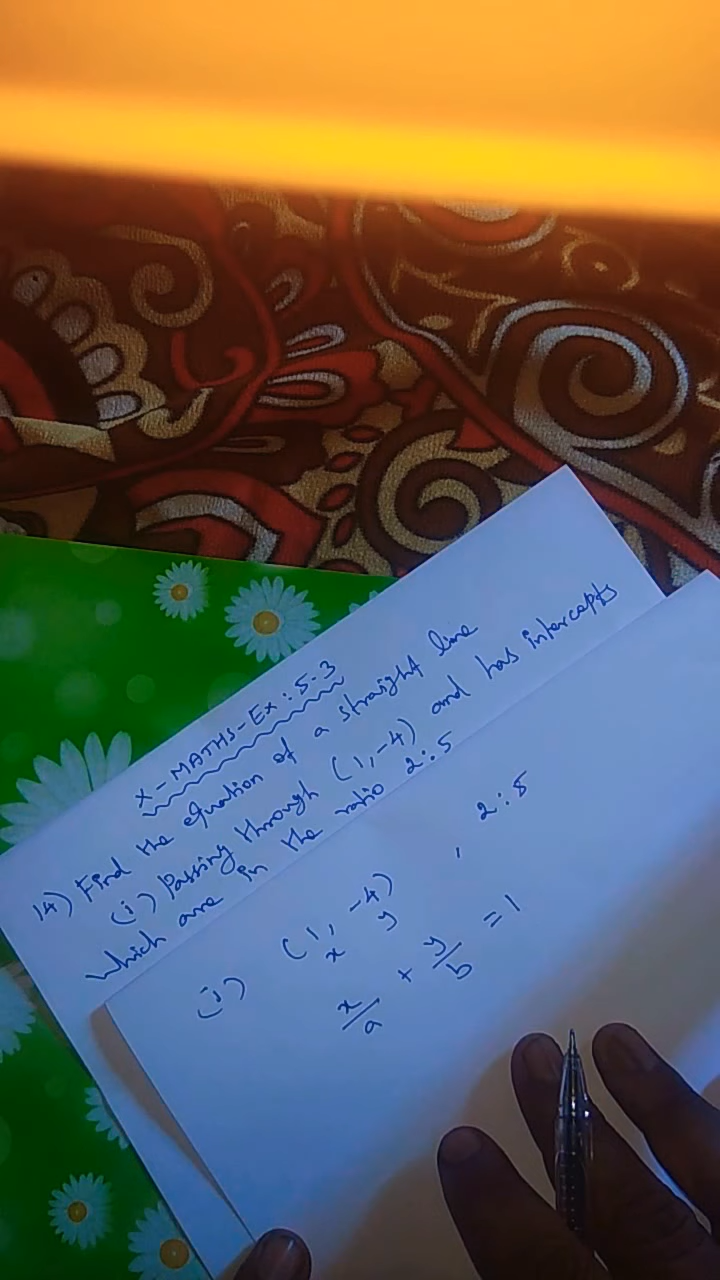 X-MATHS-Ex: 5.3
14) Find the equation of a straight line
(i) Passing through (1, -4) and has intercepts
which are in the ratio 2:5
(i) (1, -4) , 2:5
x y
x/a + y/b = 1